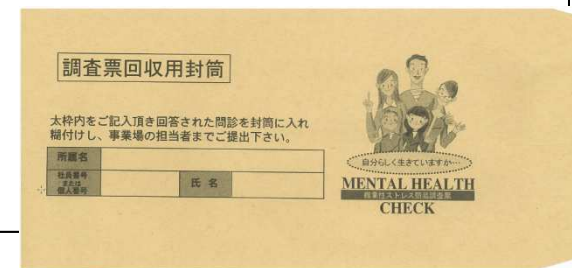 調査票回収用封筒
太枠内をご記入頂き回答された問診を封筒に入れ
糊付けし、事業場の担当者までご提出下さい。
所属名
社員番号
または
個人番号
氏 名
自分らしく生きていますか…
MENTAL HEALTH
職業性ストレス簡易調査票
CHECK